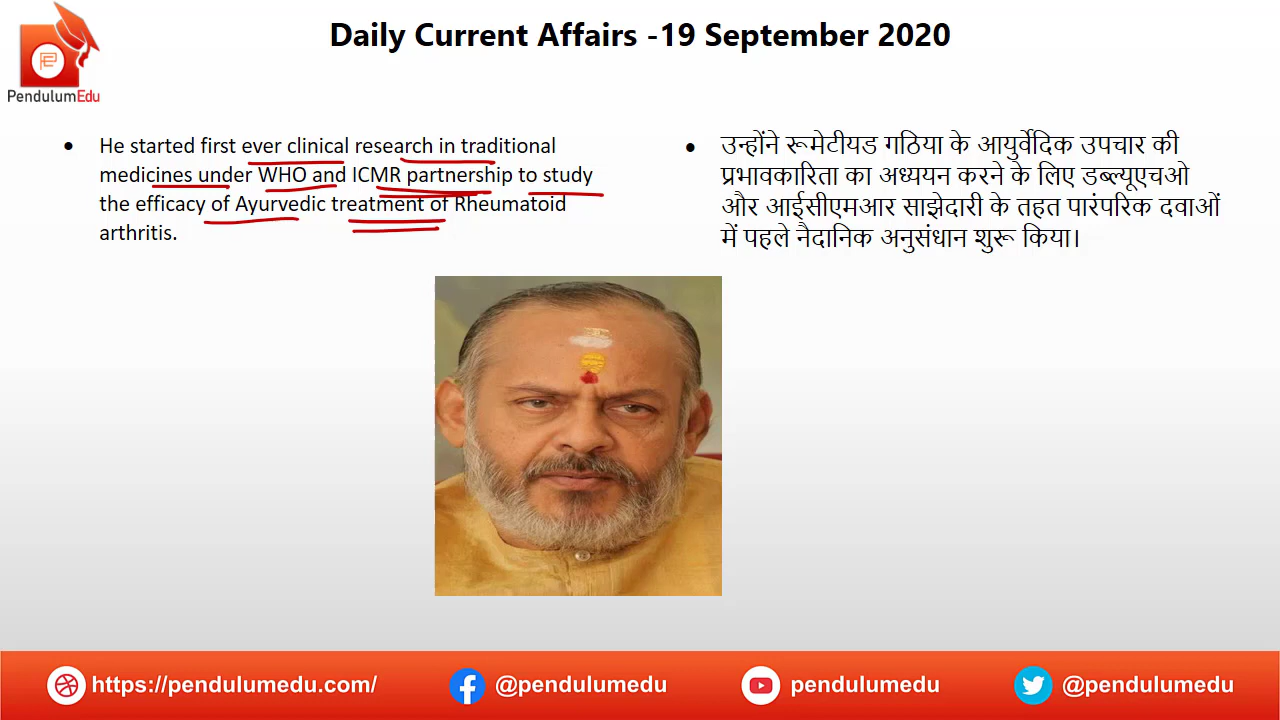 Daily Current Affairs -19 September 2020
PendulumEdu
• He started first ever clinical research in traditional
medicines under WHO and ICMR partnership to study
the efficacy of Ayurvedic treatment of Rheumatoid
arthritis.
• उन्होंने रूमेटीयड गठिया के आयुर्वेदिक उपचार की
प्रभावकारिता का अध्ययन करने के लिए डब्ल्यूएचओ
और आईसीएमआर साझेदारी के तहत पारंपरिक दवाओं
में पहले नैदानिक अनुसंधान शुरू किया।
https://pendulumedu.com/
@pendulumedu
pendulumedu
@pendulumedu